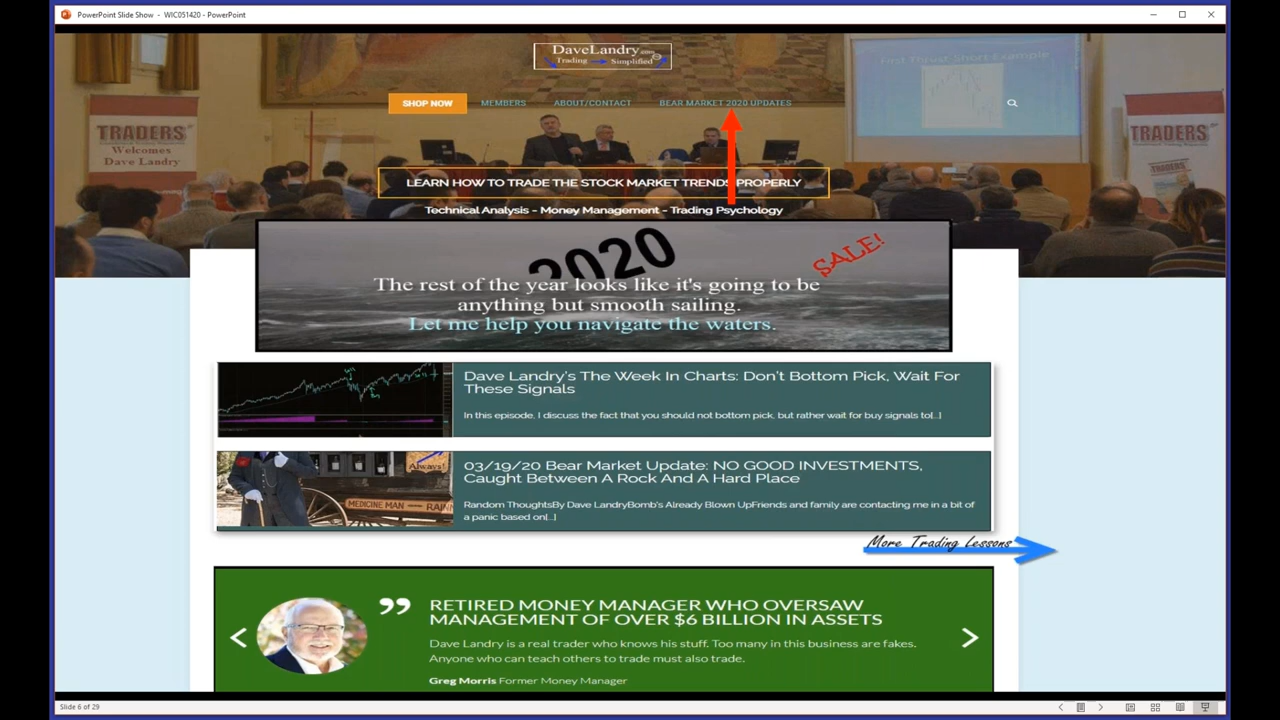 PowerPoint Slide Show - WIC051420 - PowerPoint
DaveLandry.com
Trading Simplified
First Thrust Short Example
SHOP NOW MEMBERS ABOUT/CONTACT BEAR MARKET 2020 UPDATES
TRADERS
Welcomes
Dave Landry
TRADERS
TRADERS
LEARN HOW TO TRADE THE STOCK MARKET TRENDS PROPERLY
Technical Analysis - Money Management - Trading Psychology
2020
SALE!
The rest of the year looks like it's going to be
anything but smooth sailing.
Let me help you navigate the waters.
Dave Landry's The Week In Charts: Don't Bottom Pick, Wait For
These Signals
In this episode, I discuss the fact that you should not bottom pick, but rather wait for buy signals to[...]
Always!
MEDICINE MAN
RAIN
03/19/20 Bear Market Update: NO GOOD INVESTMENTS,
Caught Between A Rock And A Hard Place
Random ThoughtsBy Dave LandryBomb's Already Blown UpFriends and family are contacting me in a bit of
a panic based on[...]
More Trading Lessons
RETIRED MONEY MANAGER WHO OVERSAW
MANAGEMENT OF OVER $6 BILLION IN ASSETS
Dave Landry is a real trader who knows his stuff. Too many in this business are fakes.
Anyone who can teach others to trade must also trade.
Greg Morris Former Money Manager
Slide 6 of 29